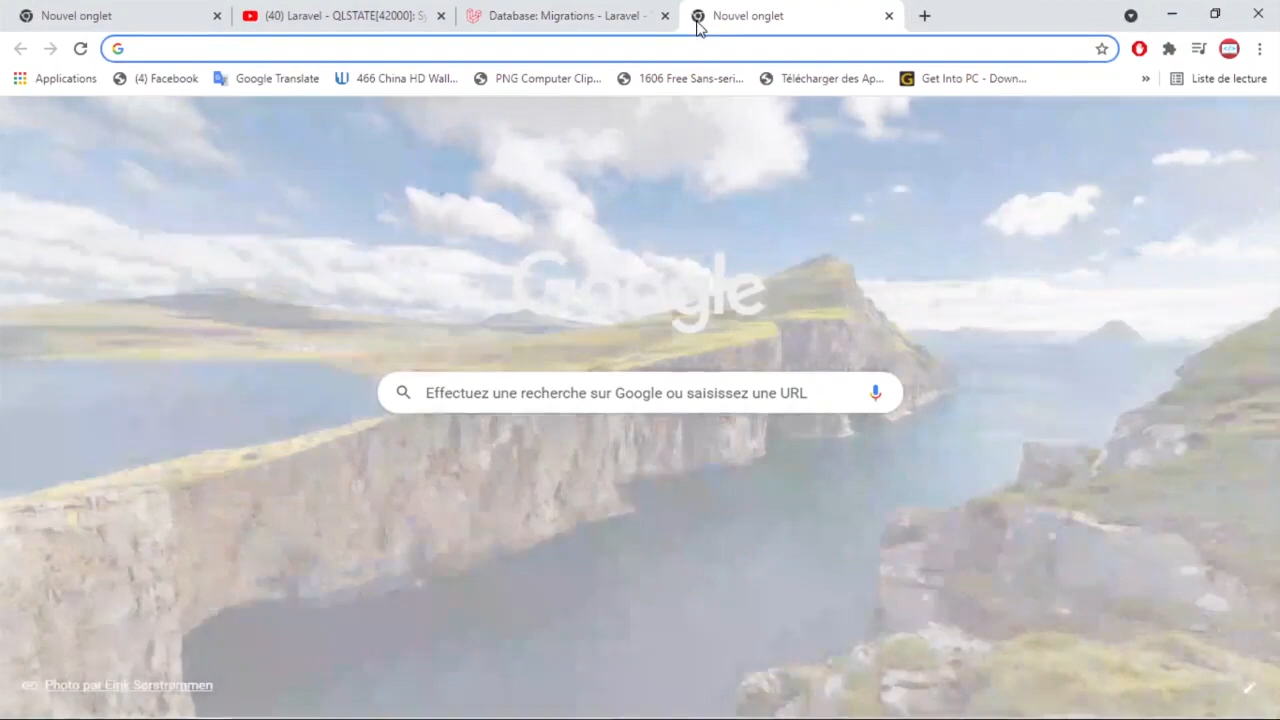 Nouvel onglet
(40) Laravel - QLSTATE[42000]: Sy
Database: Migrations - Laravel -
Nouvel onglet
Applications
(4) Facebook
Google Translate
466 China HD Wall...
PNG Computer Clip...
1606 Free Sans-seri...
Télécharger des Ap...
Get Into PC - Down...
»
Liste de lecture
Google
Effectuez une recherche sur Google ou saisissez une URL
Photo par Eirik Sørstrømmen